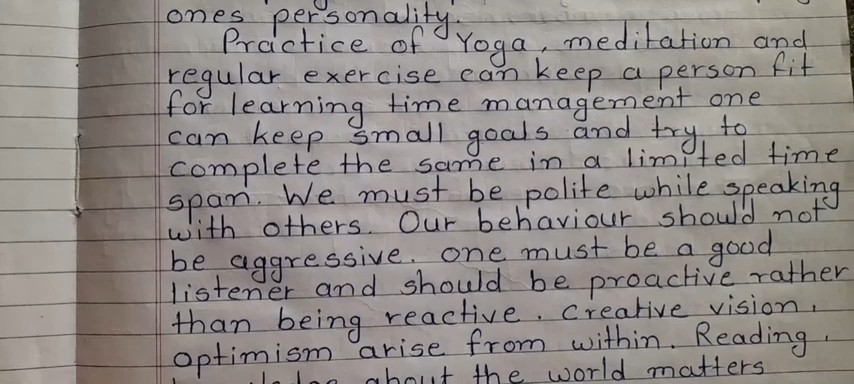 ones personality.
Practice of Yoga, meditation and
regular exercise can keep a person fit
for learning time management one
can keep small goals and try to
complete the same in a limited time
span. We must be polite while speaking
with others. Our behaviour should not
be aggressive. one must be a good
listener and should be proactive rather
than being reactive. creative vision,
optimism arise from within. Reading,
about the world matters